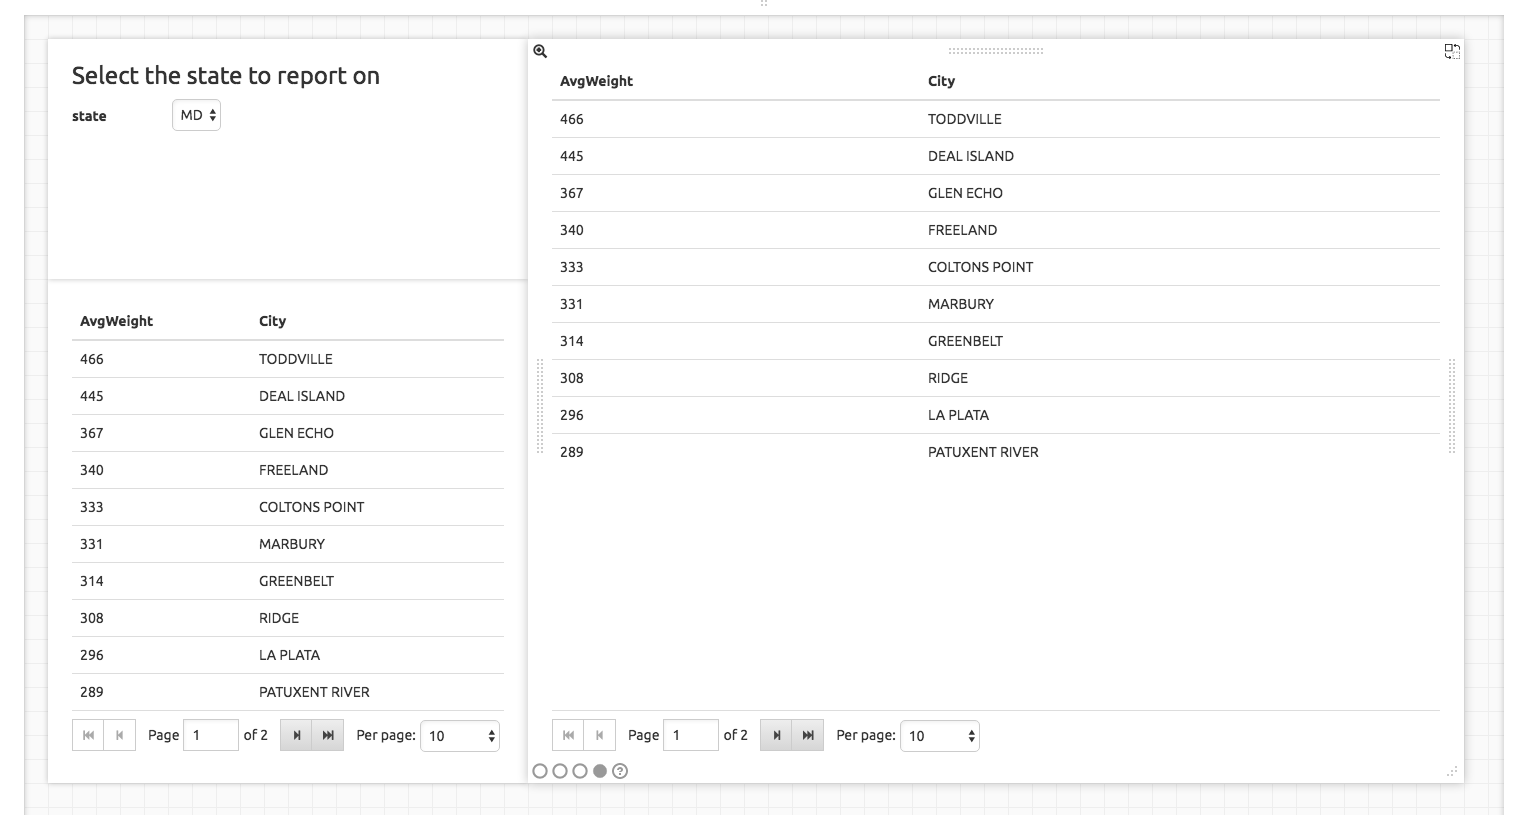 Select the state to report on
state MD
AvgWeight City
466 TODDVILLE
445 DEAL ISLAND
367 GLEN ECHO
340 FREELAND
333 COLTONS POINT
331 MARBURY
314 GREENBELT
308 RIDGE
296 LA PLATA
289 PATUXENT RIVER
Page 1 of 2 Per page: 10
AvgWeight City
466 TODDVILLE
445 DEAL ISLAND
367 GLEN ECHO
340 FREELAND
333 COLTONS POINT
331 MARBURY
314 GREENBELT
308 RIDGE
296 LA PLATA
289 PATUXENT RIVER
Page 1 of 2 Per page: 10
?